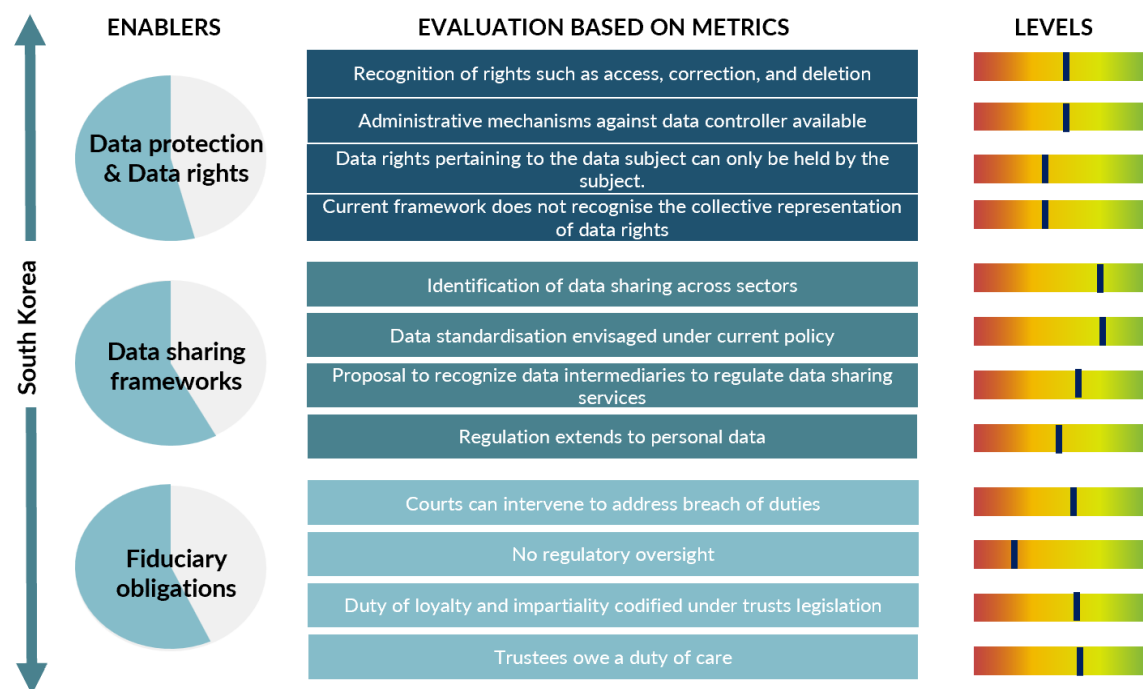 ENABLERS
EVALUATION BASED ON METRICS
LEVELS
South Korea
Data protection
& Data rights
Recognition of rights such as access, correction, and deletion
Administrative mechanisms against data controller available
Data rights pertaining to the data subject can only be held by the
subject.
Current framework does not recognise the collective representation
of data rights
Data sharing
frameworks
Identification of data sharing across sectors
Data standardisation envisaged under current policy
Proposal to recognize data intermediaries to regulate data sharing
services
Regulation extends to personal data
Fiduciary
obligations
Courts can intervene to address breach of duties
No regulatory oversight
Duty of loyalty and impartiality codified under trusts legislation
Trustees owe a duty of care